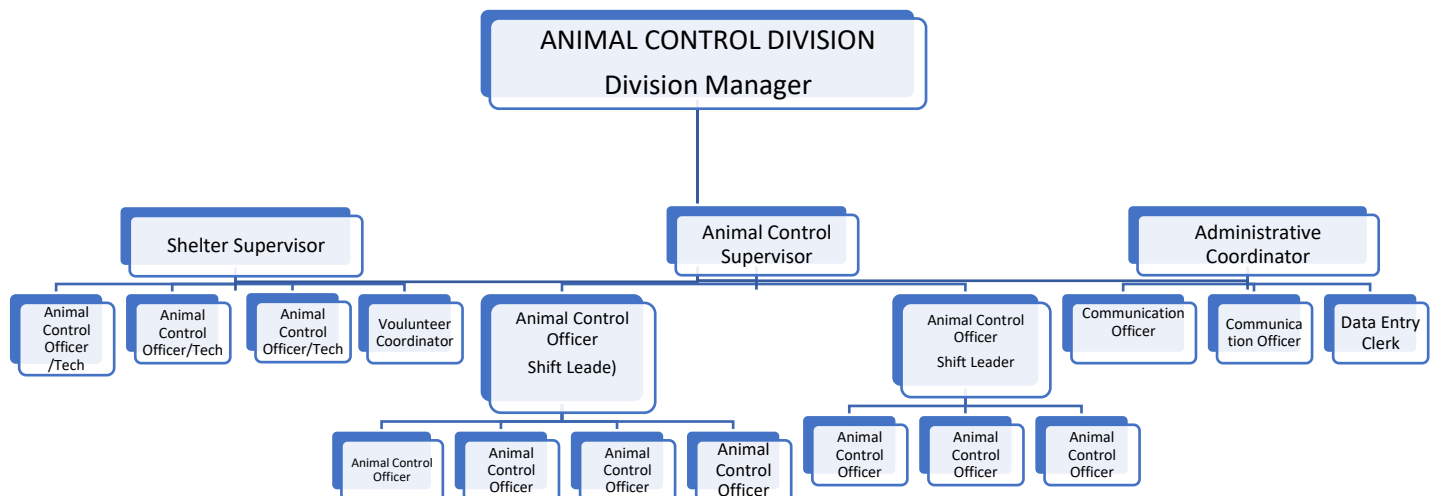 ANIMAL CONTROL DIVISION
Division Manager
Shelter Supervisor
Animal Control
Supervisor
Administrative
Coordinator
Animal
Control
Officer
/Tech
Animal
Control
Officer/Tech
Animal
Control
Officer/Tech
Voulunteer
Coordinator
Animal Control
Officer
Shift Leade)
Animal Control
Officer
Shift Leader
Communication
Officer
Communica
tion Officer
Data Entry
Clerk
Animal Control
Officer
Animal
Control
Officer
Animal
Control
Officer
Animal
Control
Officer
Animal
Control
Officer
Animal
Control
Officer
Animal
Control
Officer